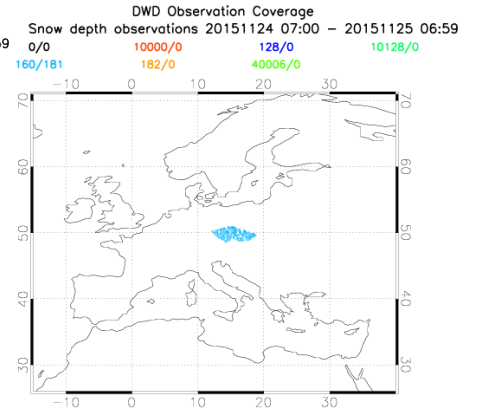 DWD Observation Coverage
Snow depth observations 20151124 07:00 - 20151125 06:59
59 0/0 10000/0 128/0 10128/0
160/181 182/0 40006/0
-10 0 10 20 30
70 70
60 60
50 50
40 40
30 30
-10 0 10 20 30